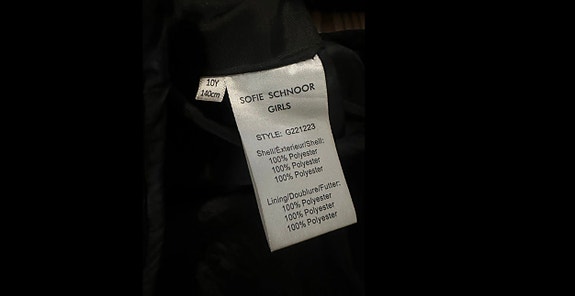 10Y
140cm
SOFIE SCHNOOR
GIRLS
STYLE: G221223
Shell/Exterieur/Shell:
100% Polyester
100% Polyester
100% Polyester
Lining/Doublure/Futter:
100% Polyester
100% Polyester
100% Polyester